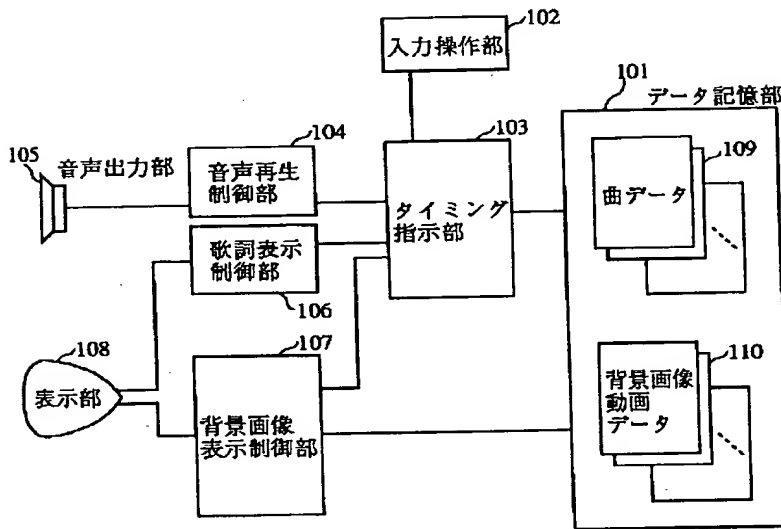 102
入力操作部
101
データ記憶部
103
タイミング
指示部
104
音声再生
制御部
105
音声出力部
109
曲データ
歌詞表示
制御部
106
107
背景画像
表示制御部
108
表示部
110
背景画像
動画
データ